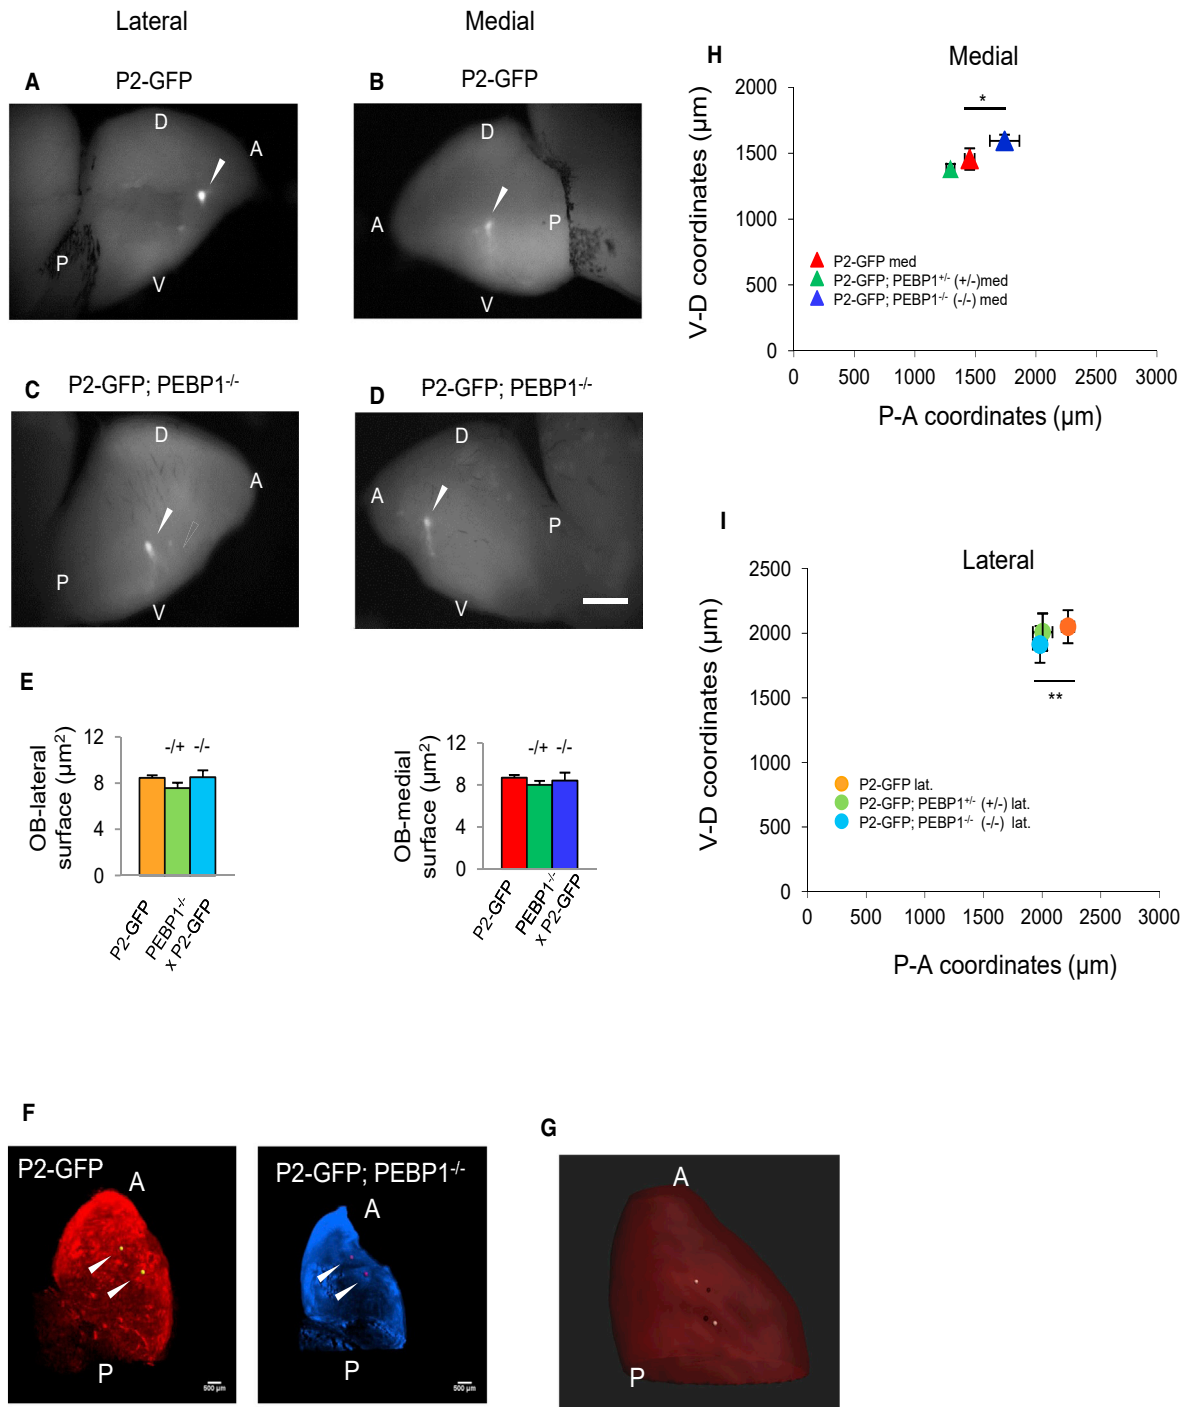 Lateral
Medial
A
P2-GFP
D
A
P
V
B
P2-GFP
D
A
P
V
C
P2-GFP; PEBP1-/-
D
A
P
V
D
P2-GFP; PEBP1-/-
D
A
P
V
E
OB-lateral
surface (µm²)
12
8
4
0
-/+ -/-
P2-GFP
PEBP1-/-
x P2-GFP
OB-medial
surface (µm²)
12
8
4
0
-/+ -/-
P2-GFP
PEBP1-/-
x P2-GFP
H
Medial
V-D coordinates (µm)
2000
1500
1000
500
0
*
P2-GFP med
P2-GFP; PEBP1+/- (+/-)med
P2-GFP; PEBP1-/- (-/-) med
0 500 1000 1500 2000 2500 3000
P-A coordinates (µm)
I
Lateral
V-D coordinates (µm)
2500
2000
1500
1000
500
0
**
P2-GFP lat.
P2-GFP; PEBP1+/- (+/-) lat.
P2-GFP; PEBP1-/- (-/-) lat.
0 500 1000 1500 2000 2500 3000
P-A coordinates (µm)
F
P2-GFP
A
P
500 µm
P2-GFP; PEBP1-/-
A
P
500 µm
G
A
P